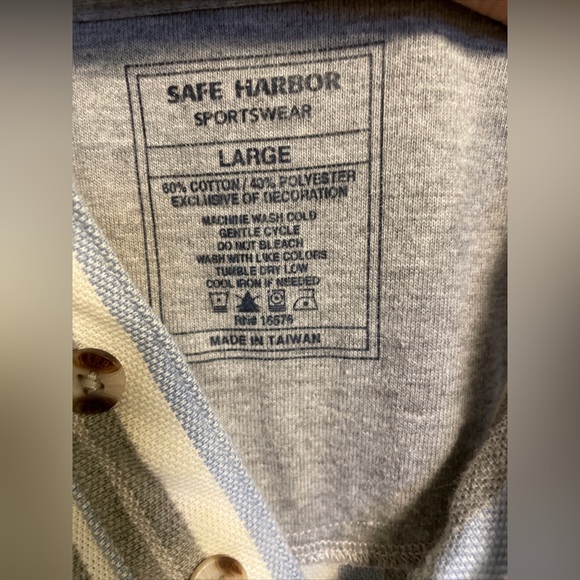 SAFE HARBOR
SPORTSWEAR
LARGE
60% COTTON / 40% POLYESTER
EXCLUSIVE OF DECORATION
MACHINE WASH COLD
GENTLE CYCLE
DO NOT BLEACH
WASH WITH LIKE COLORS
TUMBLE DRY LOW
COOL IRON IF NEEDED
RN# 15576
MADE IN TAIWAN